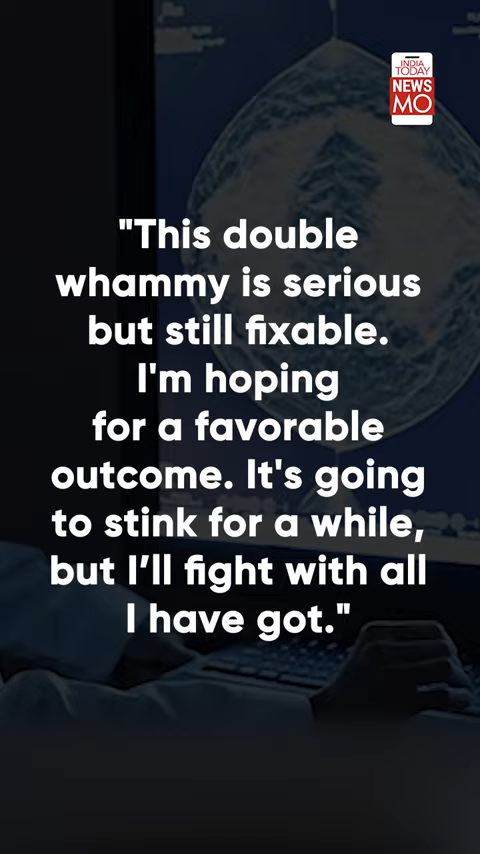 INDIA
TODAY
NEWS
MO
"This double
whammy is serious
but still fixable.
I'm hoping
for a favorable
outcome. It's going
to stink for a while,
but I’ll fight with all
I have got."